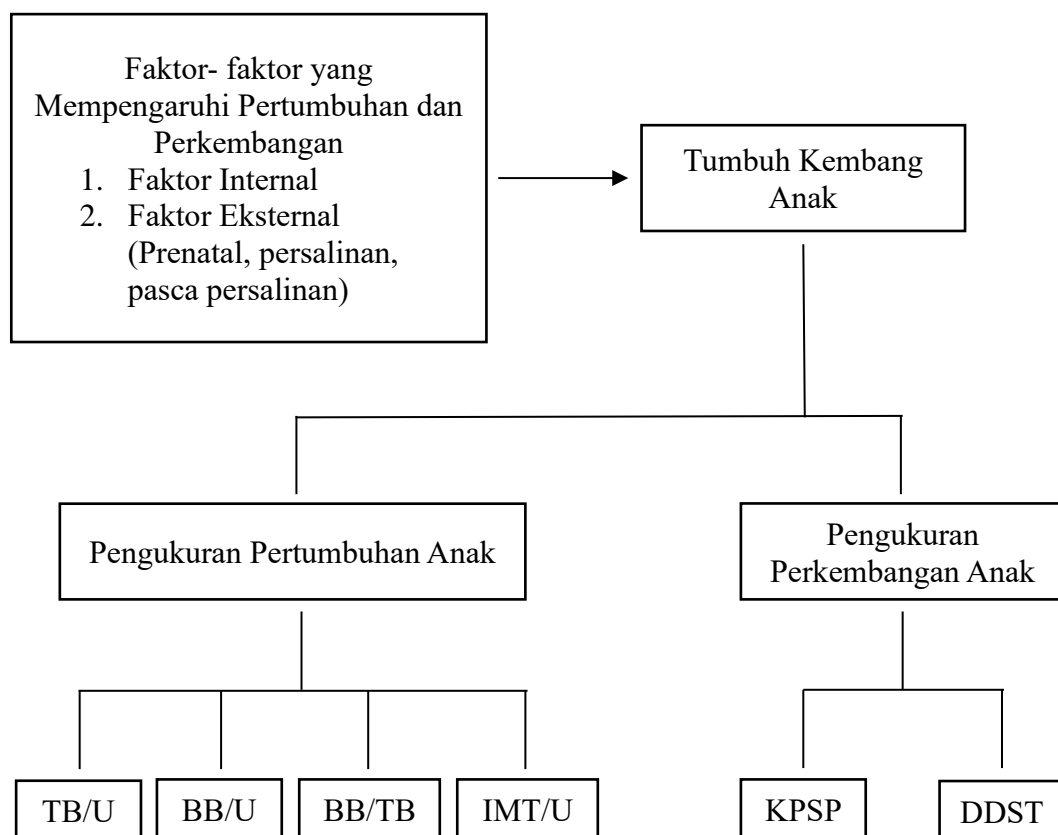 Faktor- faktor yang
Mempengaruhi Pertumbuhan dan
Perkembangan
1. Faktor Internal
2. Faktor Eksternal
(Prenatal, persalinan,
pasca persalinan)
Tumbuh Kembang
Anak
Pengukuran Pertumbuhan Anak
Pengukuran
Perkembangan Anak
TB/U
BB/U
BB/TB
IMT/U
KPSP
DDST